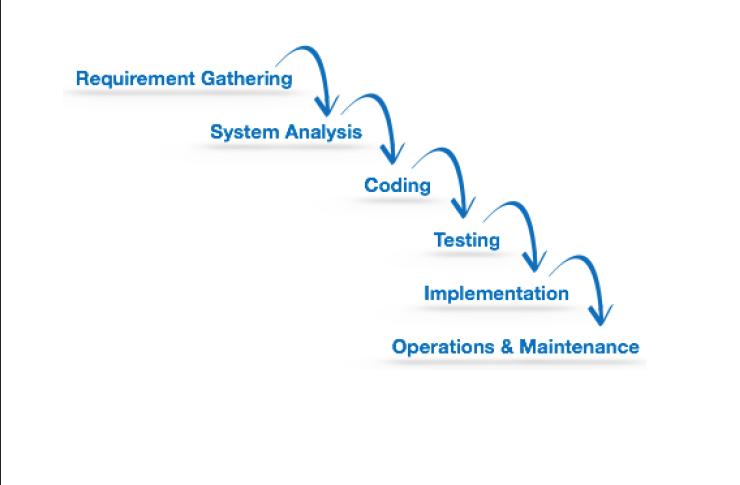 Requirement Gathering
System Analysis
Coding
Testing
Implementation
Operations & Maintenance